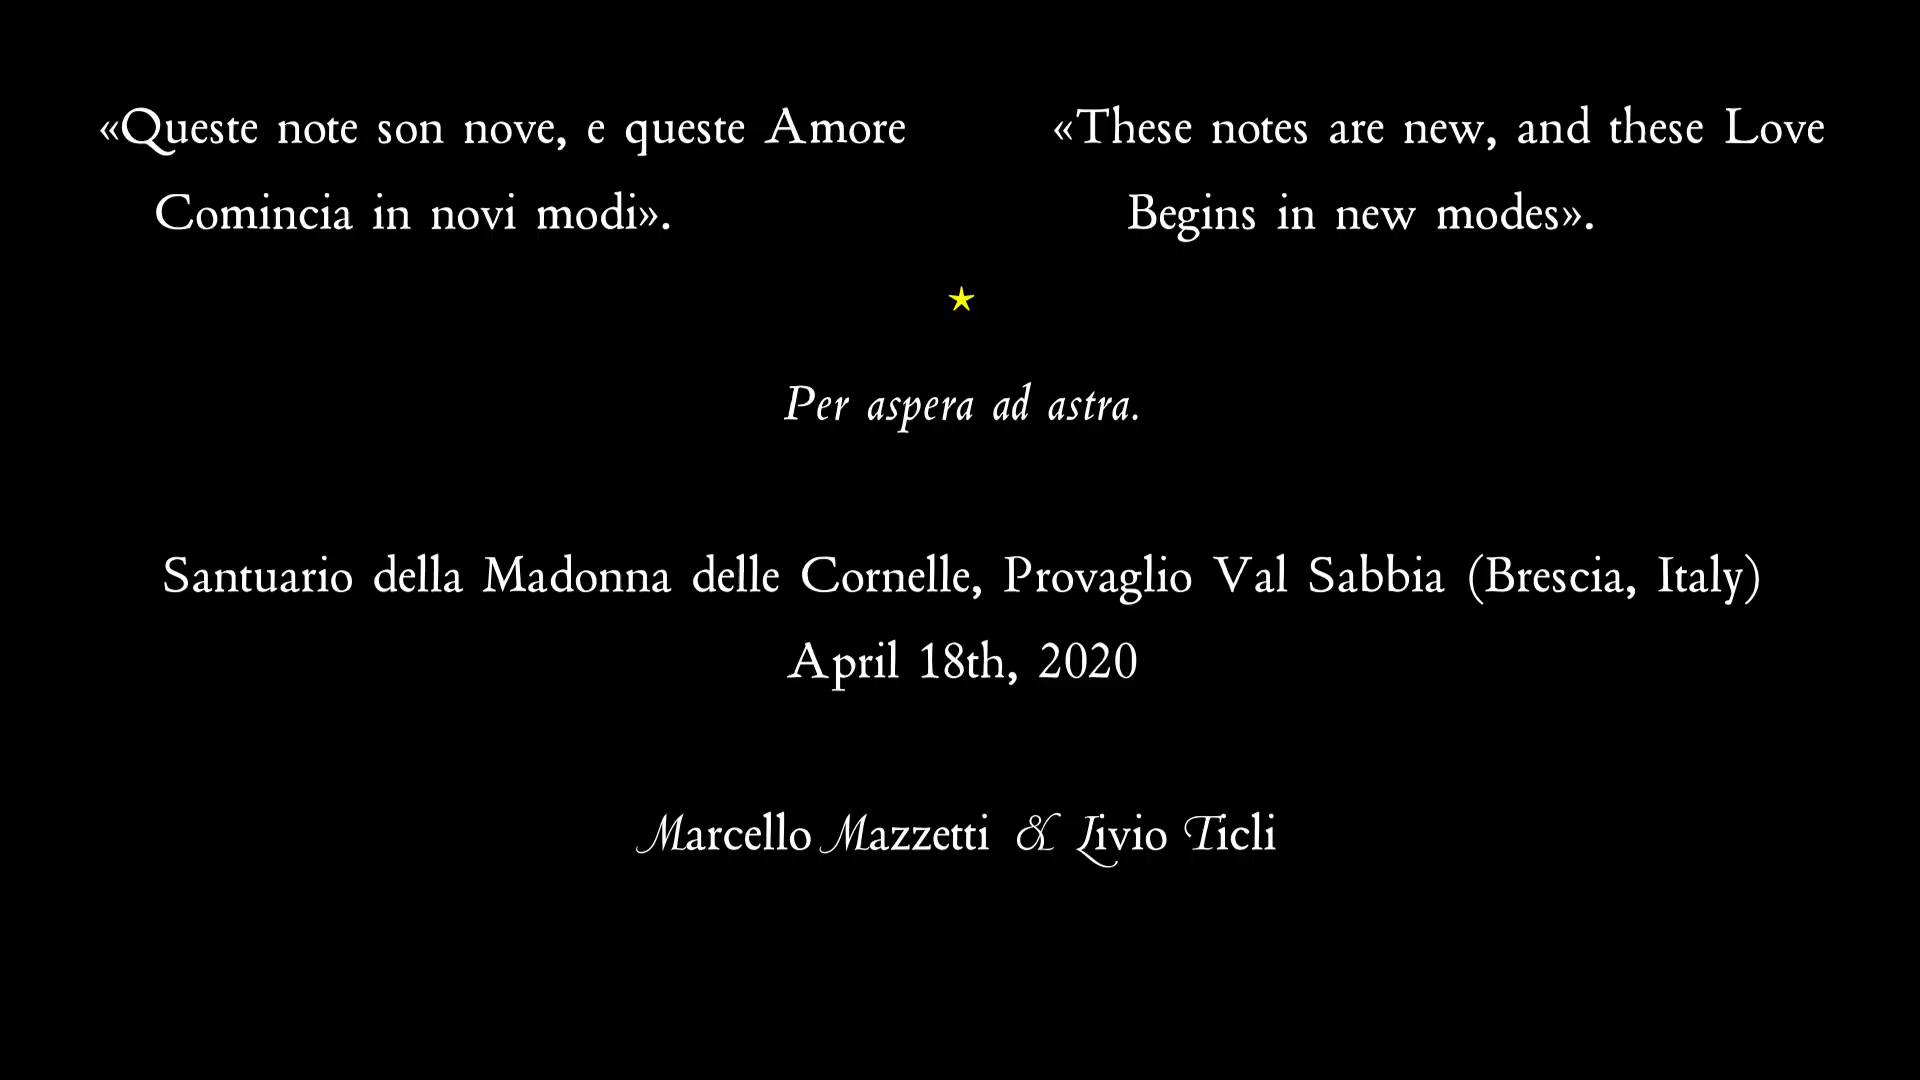 «Queste note son nove, e queste Amore
Comincia in novi modi».
«These notes are new, and these Love
Begins in new modes».
★
Per aspera ad astra.
Santuario della Madonna delle Cornelle, Provaglio Val Sabbia (Brescia, Italy)
April 18th, 2020
Marcello Mazzetti & Livio Ticli